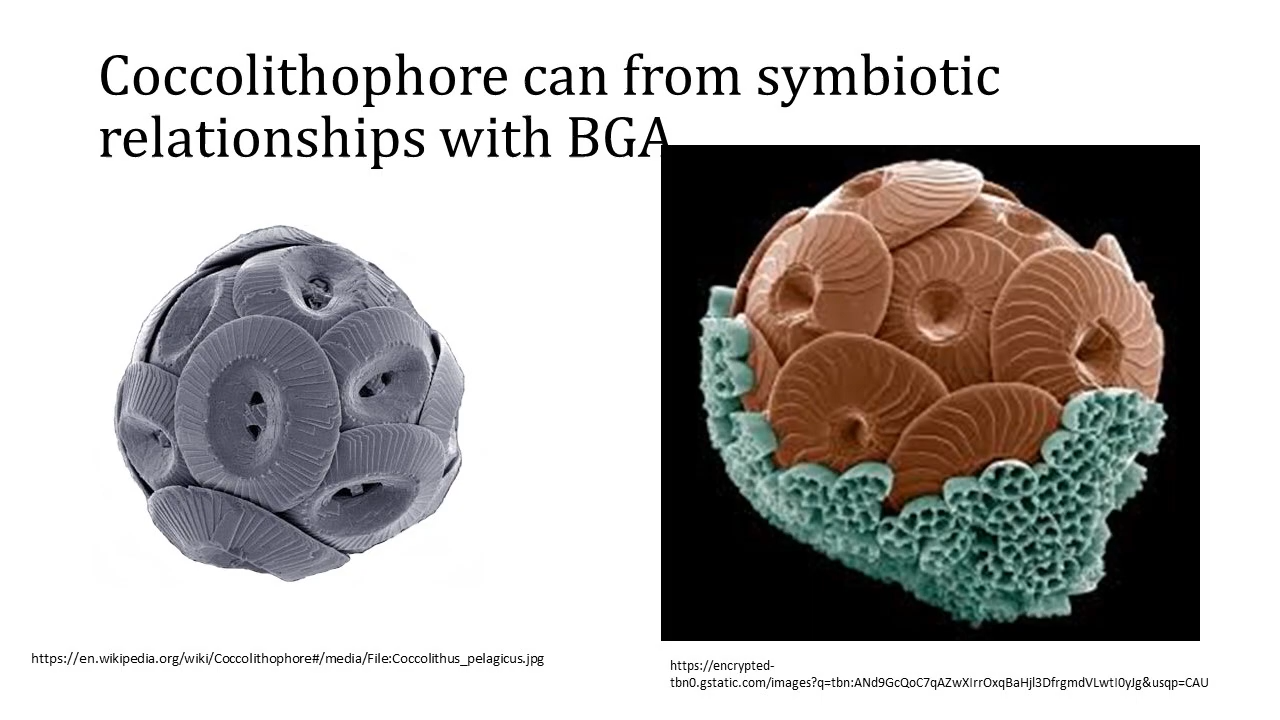 Coccolithophore can from symbiotic
relationships with BGA
https://en.wikipedia.org/wiki/Coccolithophore#/media/File:Coccolithus_pelagicus.jpg
https://encrypted-
tbn0.gstatic.com/images?q=tbn:ANd9GcQoC7qAZwXIrrOxqBaHjl3DfrgmdVLwtI0yJg&usqp=CAU